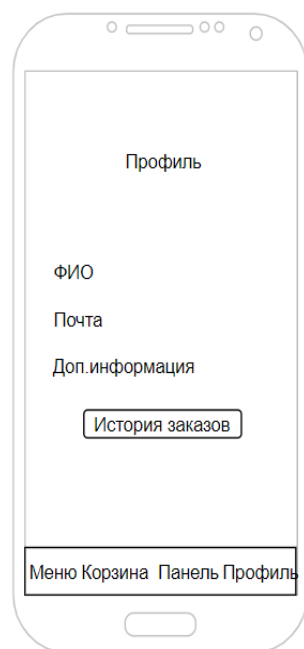 Профиль
ФИО
Почта
Доп.информация
История заказов
Меню Корзина Панель Профиль